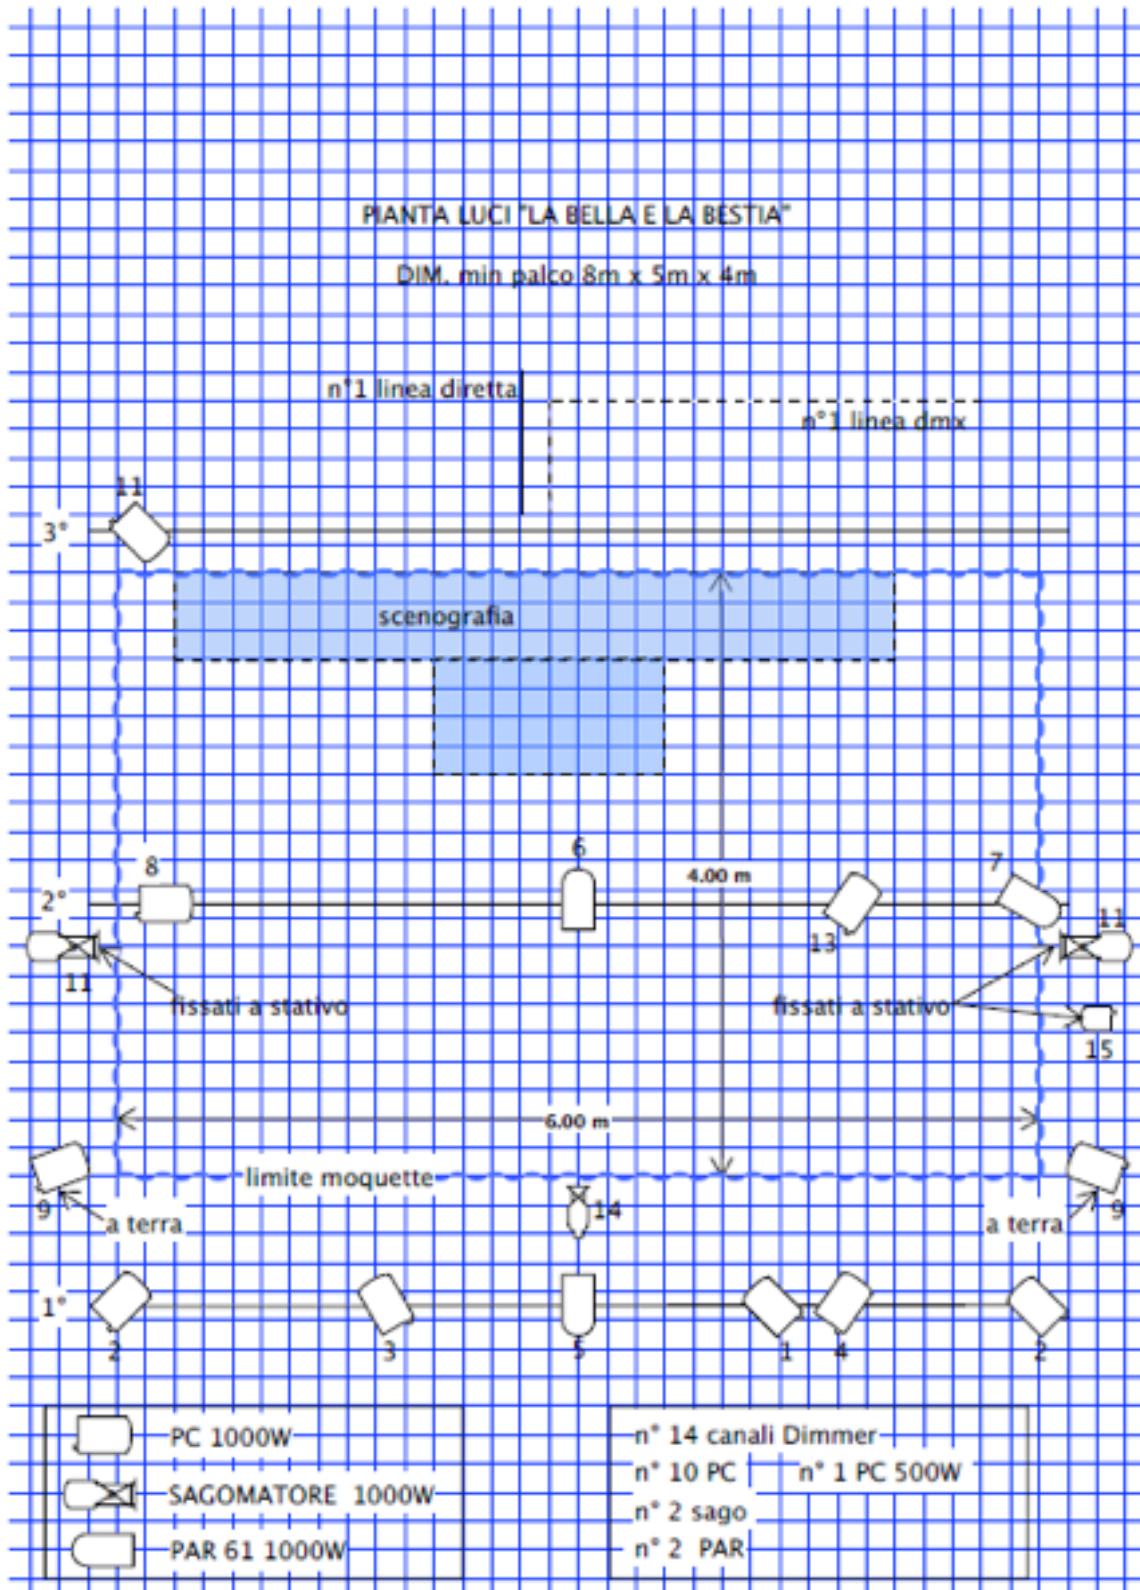 PIANTA LUCI "LA BELLA E LA BESTIA"
DIM. min palco 8m x 5m x 4m
n°1 linea diretta
n°1 linea dmx
11
3°
scenografia
6
8
7
4.00 m
2°
13
11
11
fissati a stativo
fissati a stativo
15
6.00 m
limite moquette
9
14
9
a terra
a terra
1°
2
3
5
1
4
2
PC 1000W
SAGOMATORE 1000W
PAR 61 1000W
n° 14 canali Dimmer
n° 10 PC n° 1 PC 500W
n° 2 sago
n° 2 PAR